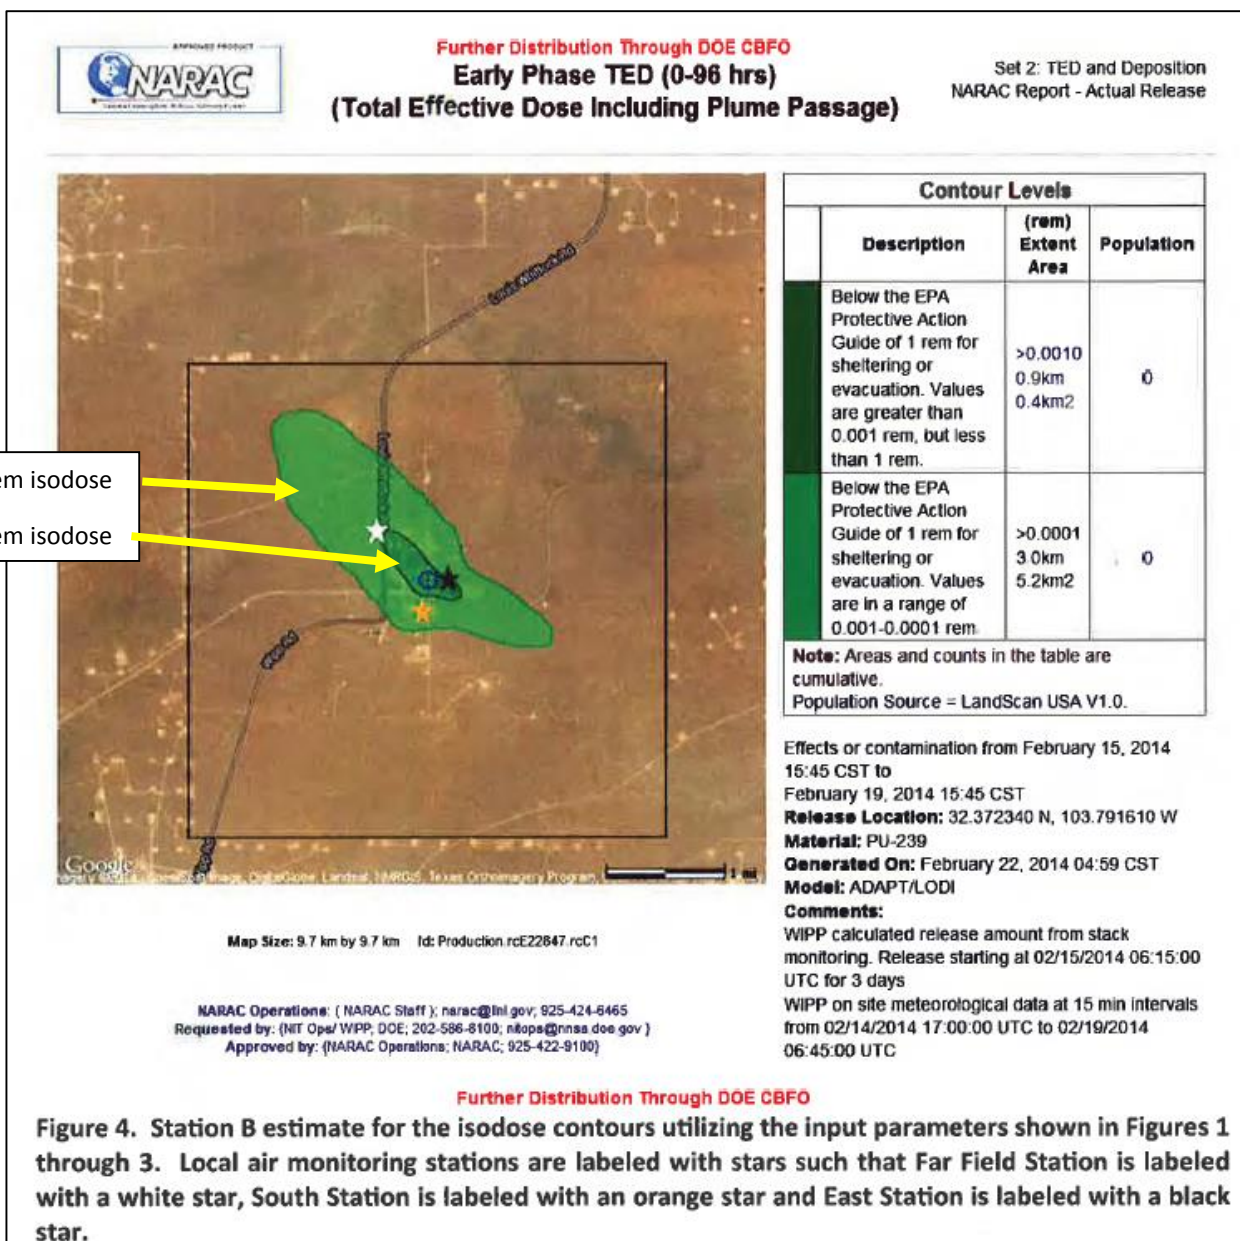 APPROVED PRODUCT
NARAC
Further Distribution Through DOE CBFO
Early Phase TED (0-96 hrs)
(Total Effective Dose Including Plume Passage)
Set 2: TED and Deposition
NARAC Report - Actual Release
em isodose
em isodose
Louis Whitlock Rd
WIPP Rd
Google
1 mi
Map Size: 9.7 km by 9.7 km Id: Production.rcE22847.rcC1
NARAC Operations: ( NARAC Staff ); narac@llnl.gov; 925-424-6465
Requested by: {NIT Ops/ WIPP; DOE; 202-586-8100; nitops@nnsa.doe.gov }
Approved by: {NARAC Operations; NARAC; 925-422-9100}
Contour Levels
Description
(rem)
Extent
Area
Population
Below the EPA
Protective Action
Guide of 1 rem for
sheltering or
evacuation. Values
are greater than
0.001 rem, but less
than 1 rem.
>0.0010
0.9km
0.4km2
0
Below the EPA
Protective Action
Guide of 1 rem for
sheltering or
evacuation. Values
are in a range of
0.001-0.0001 rem.
>0.0001
3.0km
5.2km2
0
Note: Areas and counts in the table are
cumulative.
Population Source = LandScan USA V1.0.
Effects or contamination from February 15, 2014
15:45 CST to
February 19, 2014 15:45 CST
Release Location: 32.372340 N, 103.791610 W
Material: PU-239
Generated On: February 22, 2014 04:59 CST
Model: ADAPT/LODI
Comments:
WIPP calculated release amount from stack
monitoring. Release starting at 02/15/2014 06:15:00
UTC for 3 days
WIPP on site meteorological data at 15 min intervals
from 02/14/2014 17:00:00 UTC to 02/19/2014
06:45:00 UTC
Further Distribution Through DOE CBFO
Figure 4. Station B estimate for the isodose contours utilizing the input parameters shown in Figures 1
through 3. Local air monitoring stations are labeled with stars such that Far Field Station is labeled
with a white star, South Station is labeled with an orange star and East Station is labeled with a black
star.